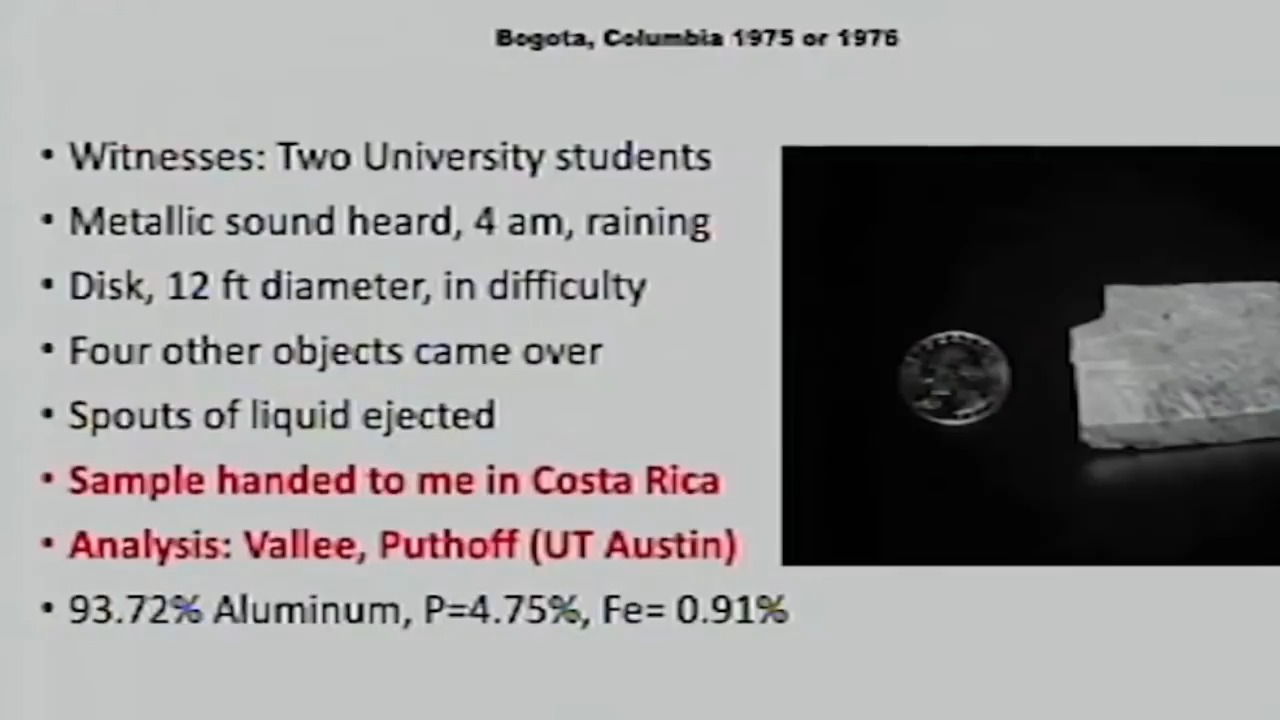 Bogota, Columbia 1975 or 1976
• Witnesses: Two University students
• Metallic sound heard, 4 am, raining
• Disk, 12 ft diameter, in difficulty
• Four other objects came over
• Spouts of liquid ejected
• Sample handed to me in Costa Rica
• Analysis: Vallee, Puthoff (UT Austin)
• 93.72% Aluminum, P=4.75%, Fe= 0.91%